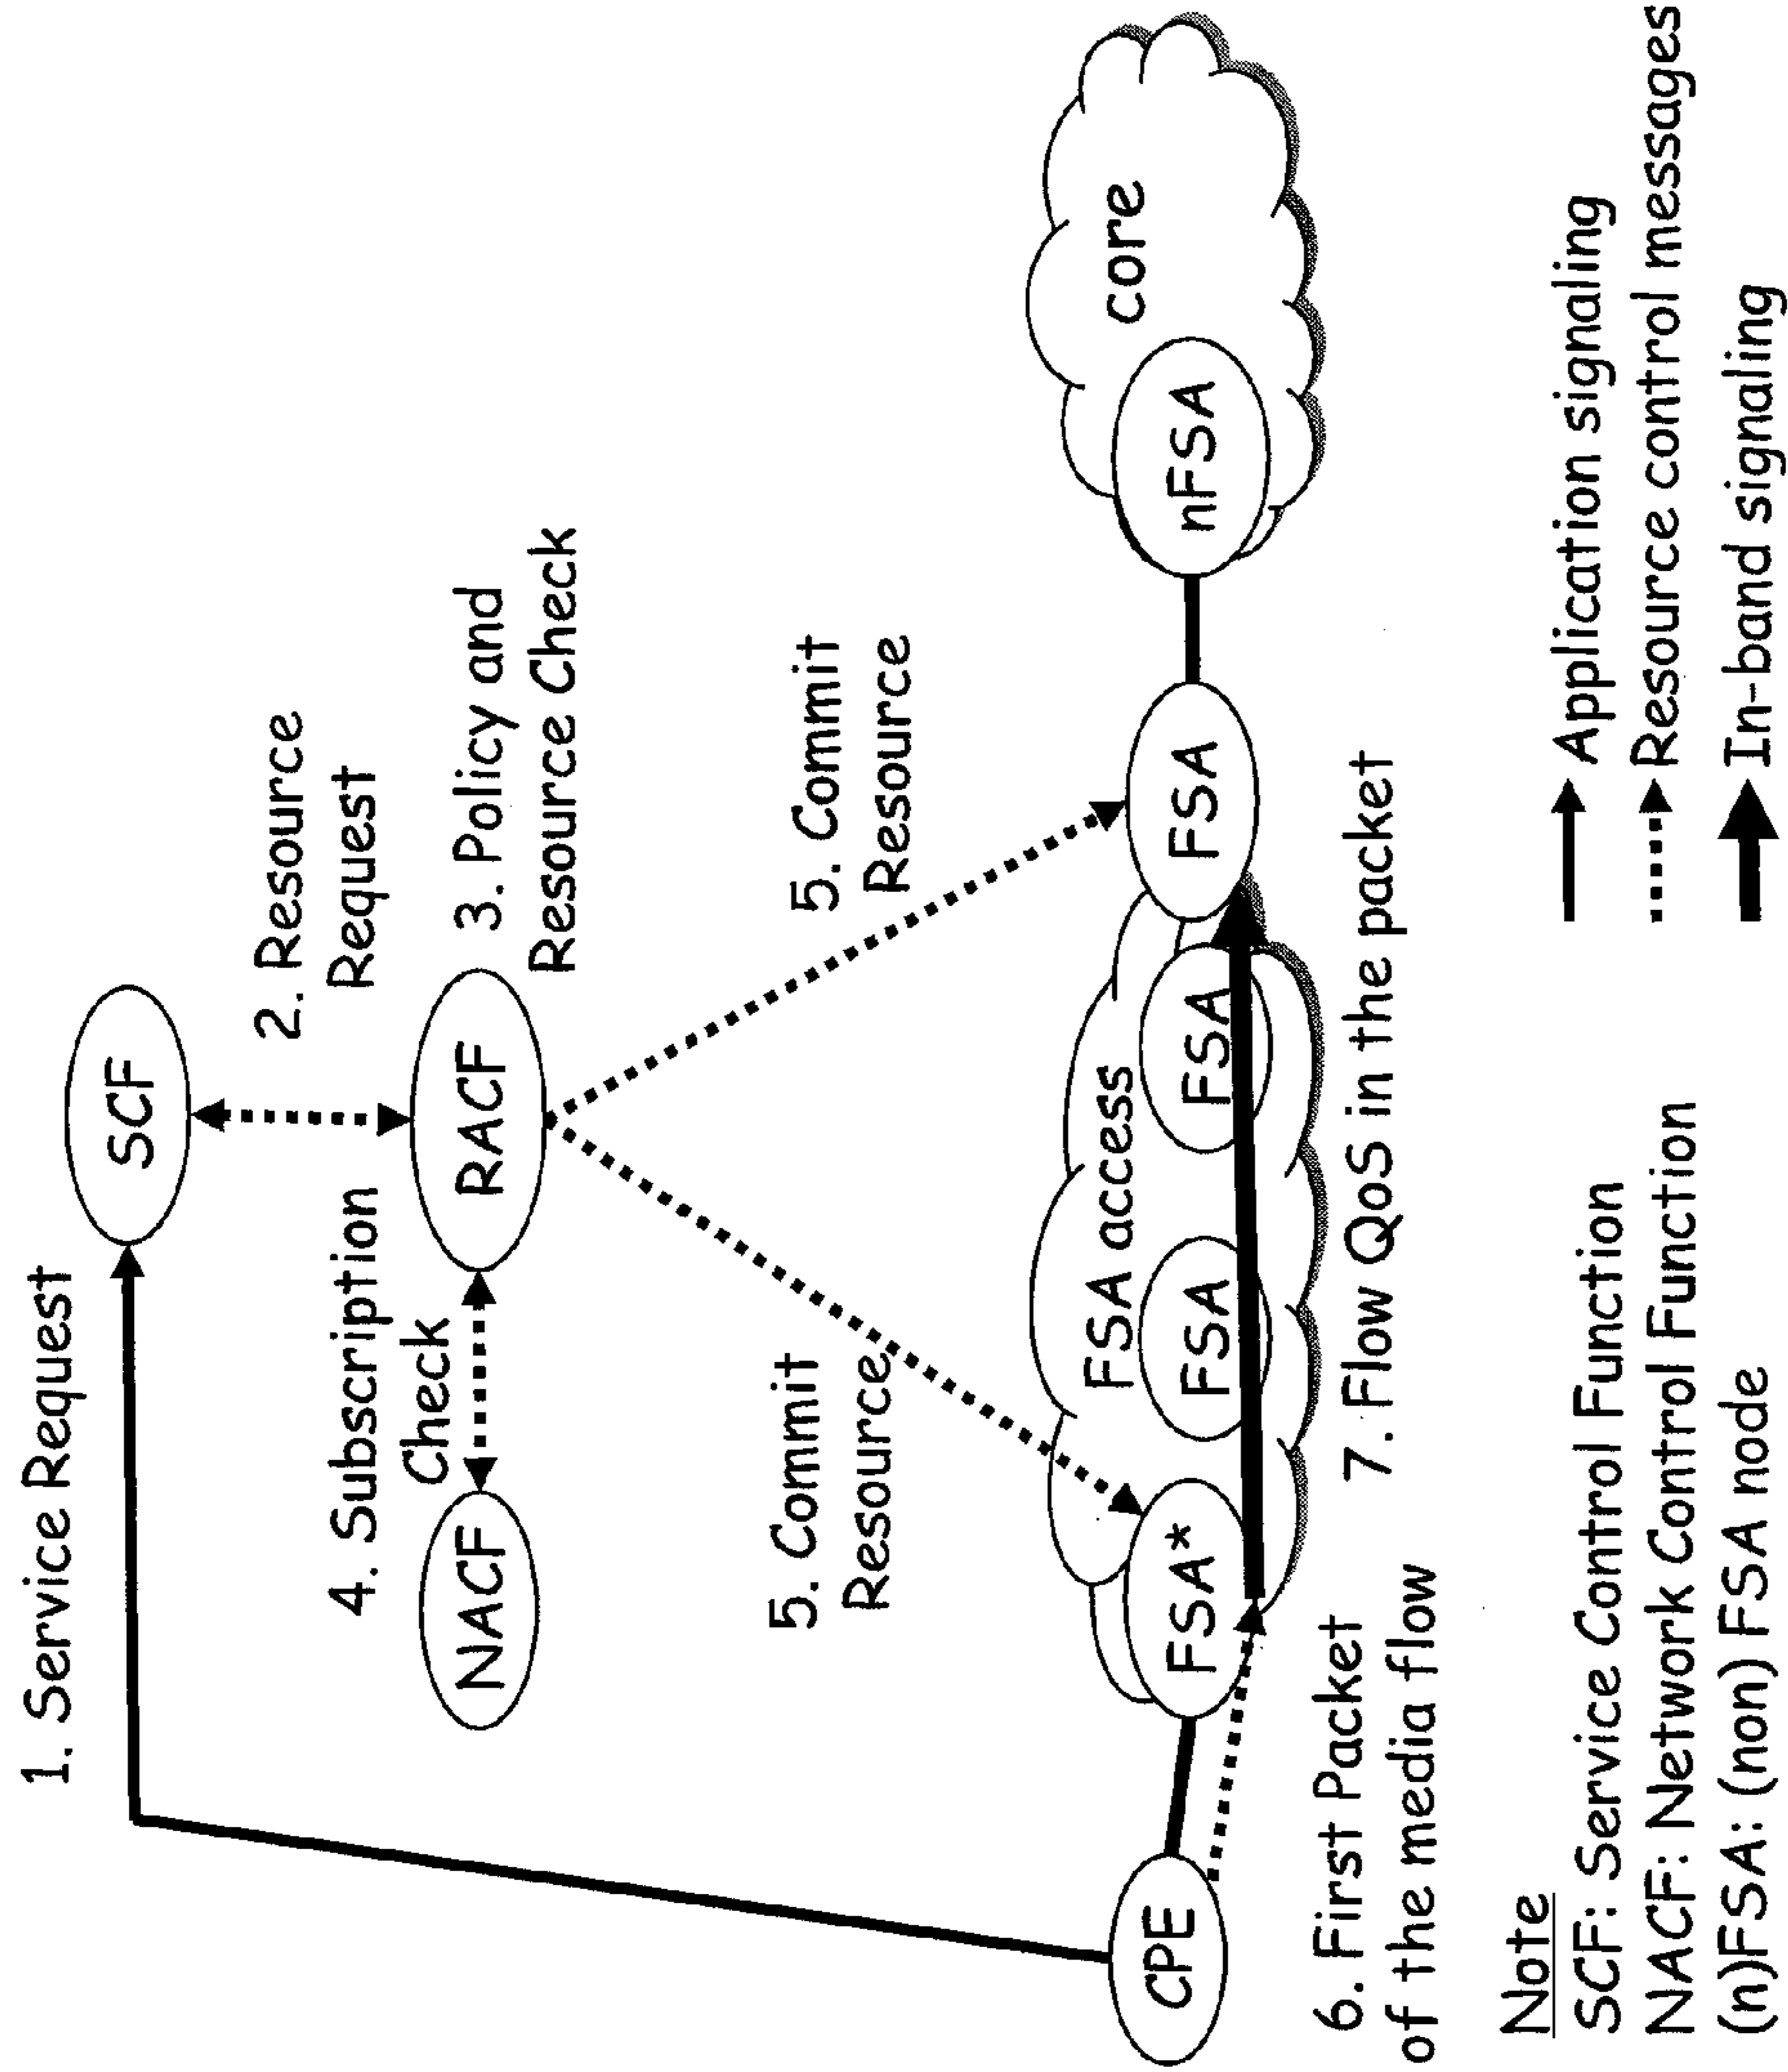 1. Service Request
SCF
2. Resource
Request
4. Subscription
Check
NACF
RACF
3. Policy and
Resource Check
5. Commit
Resource
5. Commit
Resource
FSA access
core
CPE
FSA*
FSA
FSA
FSA
nFSA
6. First Packet
of the media flow
7. Flow QoS in the packet
Note
SCF: Service Control Function
NACF: Network Control Function
(n)FSA: (non) FSA node
Application signaling
Resource control messages
In-band signaling